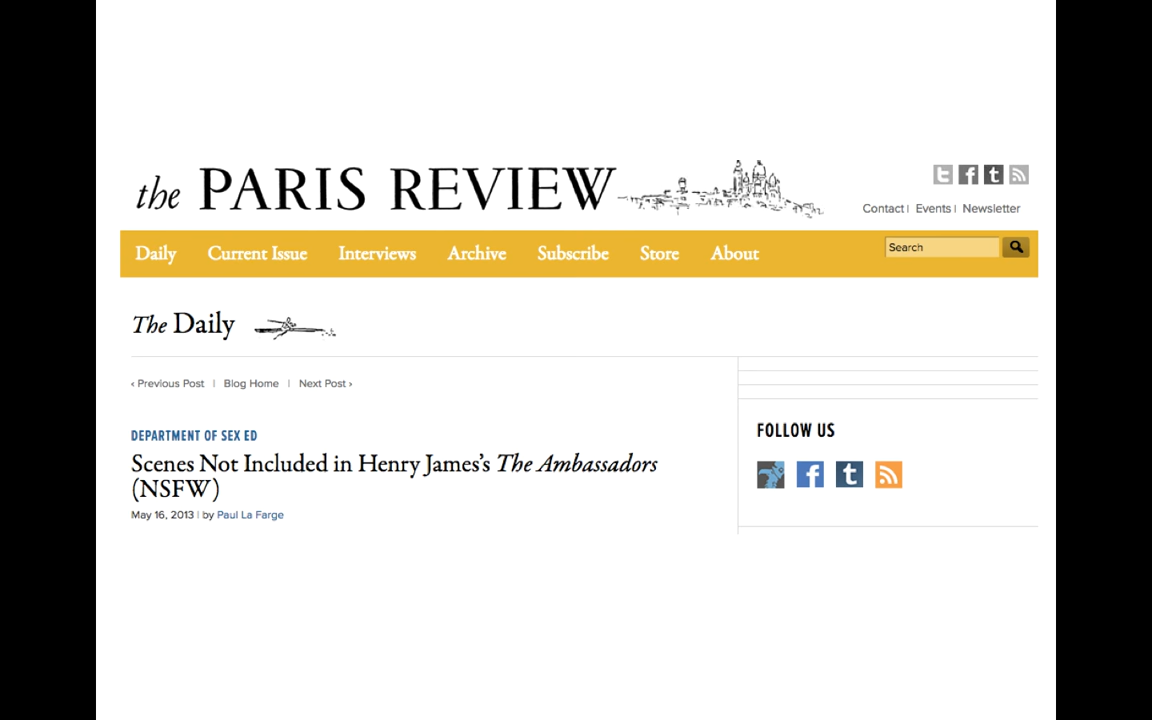 the PARIS REVIEW
Contact | Events | Newsletter
Daily Current Issue Interviews Archive Subscribe Store About
Search
The Daily
‹ Previous Post | Blog Home | Next Post ›
DEPARTMENT OF SEX ED
Scenes Not Included in Henry James’s The Ambassadors
(NSFW)
May 16, 2013 | by Paul La Farge
FOLLOW US